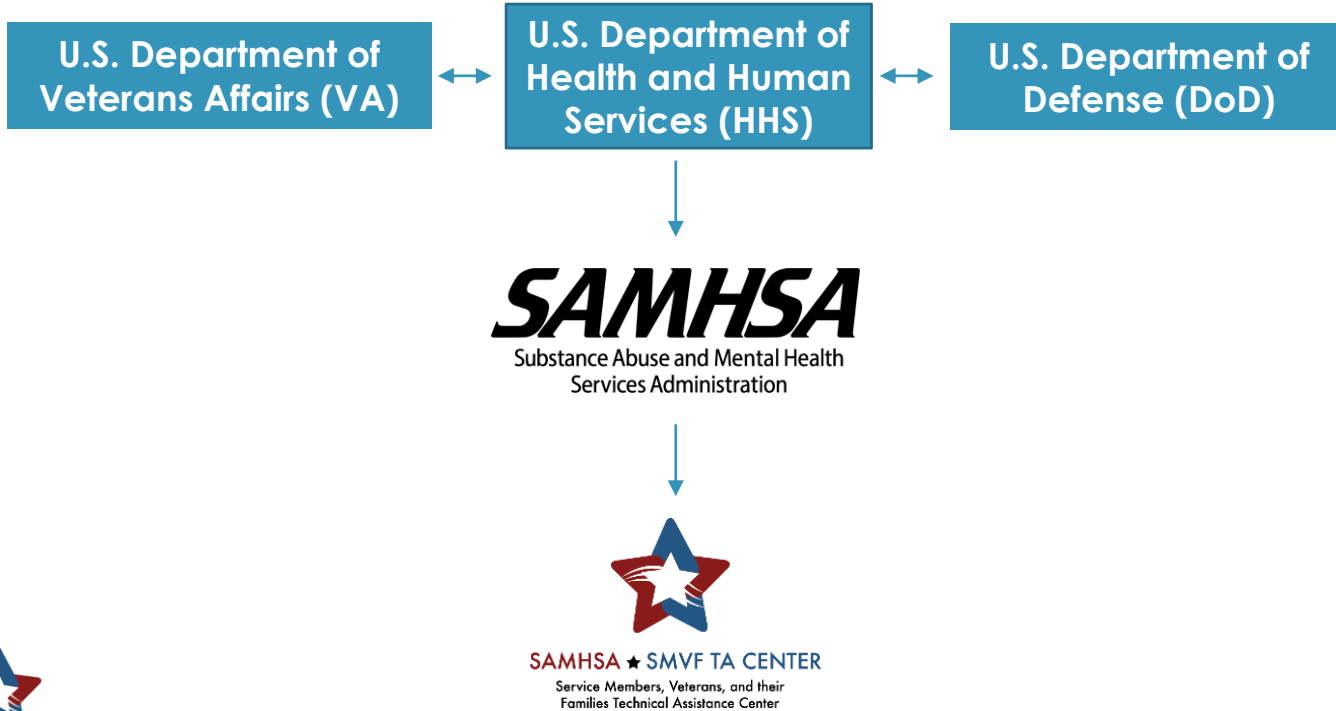 U.S. Department of
Veterans Affairs (VA)
U.S. Department of
Health and Human
Services (HHS)
U.S. Department of
Defense (DoD)
SAMHSA
Substance Abuse and Mental Health
Services Administration
SAMHSA ★ SMVF TA CENTER
Service Members, Veterans, and their
Families Technical Assistance Center